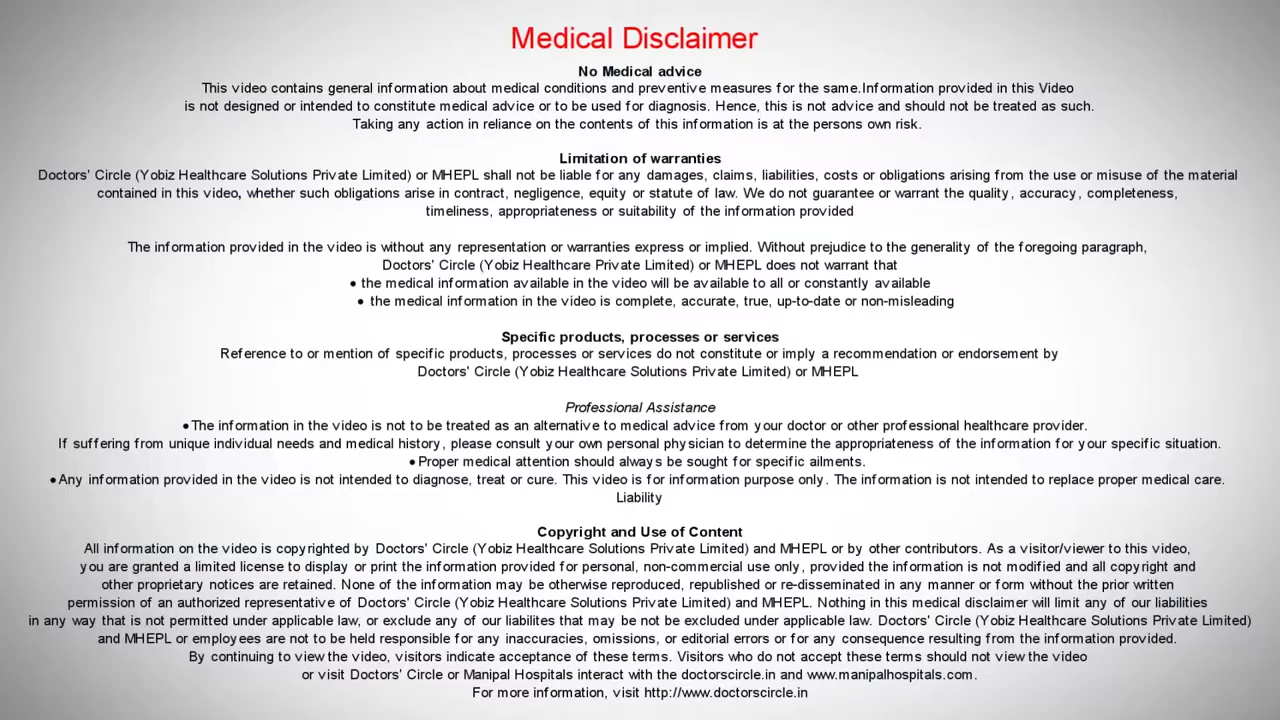 Medical Disclaimer
No Medical advice
This video contains general information about medical conditions and preventive measures for the same.Information provided in this Video
is not designed or intended to constitute medical advice or to be used for diagnosis. Hence, this is not advice and should not be treated as such.
Taking any action in reliance on the contents of this information is at the persons own risk.
Limitation of warranties
Doctors' Circle (Yobiz Healthcare Solutions Private Limited) or MHEPL shall not be liable for any damages, claims, liabilities, costs or obligations arising from the use or misuse of the material
contained in this video, whether such obligations arise in contract, negligence, equity or statute of law. We do not guarantee or warrant the quality, accuracy, completeness,
timeliness, appropriateness or suitability of the information provided
The information provided in the video is without any representation or warranties express or implied. Without prejudice to the generality of the foregoing paragraph,
Doctors' Circle (Yobiz Healthcare Private Limited) or MHEPL does not warrant that
• the medical information available in the video will be available to all or constantly available
• the medical information in the video is complete, accurate, true, up-to-date or non-misleading
Specific products, processes or services
Reference to or mention of specific products, processes or services do not constitute or imply a recommendation or endorsement by
Doctors' Circle (Yobiz Healthcare Solutions Private Limited) or MHEPL
Professional Assistance
•The information in the video is not to be treated as an alternative to medical advice from your doctor or other professional healthcare provider.
If suffering from unique individual needs and medical history, please consult your own personal physician to determine the appropriateness of the information for your specific situation.
•Proper medical attention should always be sought for specific ailments.
•Any information provided in the video is not intended to diagnose, treat or cure. This video is for information purpose only. The information is not intended to replace proper medical care.
Liability
Copyright and Use of Content
All information on the video is copyrighted by Doctors' Circle (Yobiz Healthcare Solutions Private Limited) and MHEPL or by other contributors. As a visitor/viewer to this video,
you are granted a limited license to display or print the information provided for personal, non-commercial use only, provided the information is not modified and all copyright and
other proprietary notices are retained. None of the information may be otherwise reproduced, republished or re-disseminated in any manner or form without the prior written
permission of an authorized representative of Doctors' Circle (Yobiz Healthcare Solutions Private Limited) and MHEPL. Nothing in this medical disclaimer will limit any of our liabilities
in any way that is not permitted under applicable law, or exclude any of our liabilites that may be not be excluded under applicable law. Doctors' Circle (Yobiz Healthcare Solutions Private Limited)
and MHEPL or employees are not to be held responsible for any inaccuracies, omissions, or editorial errors or for any consequence resulting from the information provided.
By continuing to view the video, visitors indicate acceptance of these terms. Visitors who do not accept these terms should not view the video
or visit Doctors' Circle or Manipal Hospitals interact with the doctorscircle.in and www.manipalhospitals.com.
For more information, visit http://www.doctorscircle.in